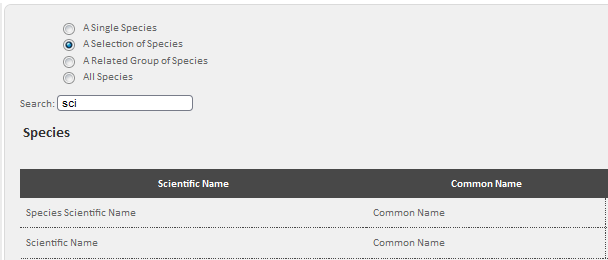 A Single Species
A Selection of Species
A Related Group of Species
All Species
Search: sci
Species
Scientific Name Common Name
Species Scientific Name Common Name
Scientific Name Common Name